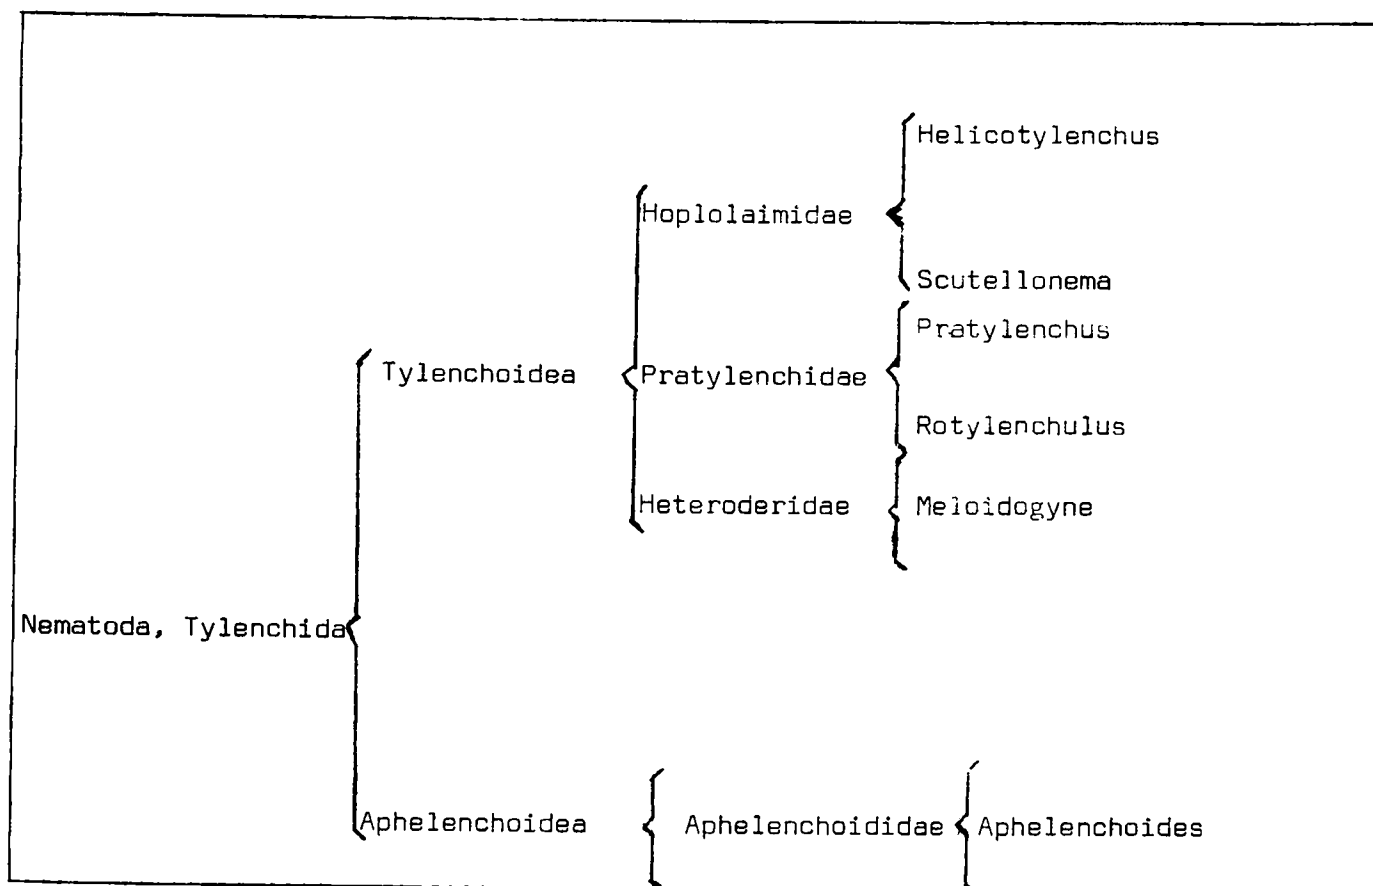 Helicotylenchus
Hoplolaimidae
Scutellonema
Pratylenchus
Tylenchoidea Pratylenchidae
Rotylenchulus
Heteroderidae Meloidogyne
Nematoda, Tylenchida
Aphelenchoidea Aphelenchoididae Aphelenchoides